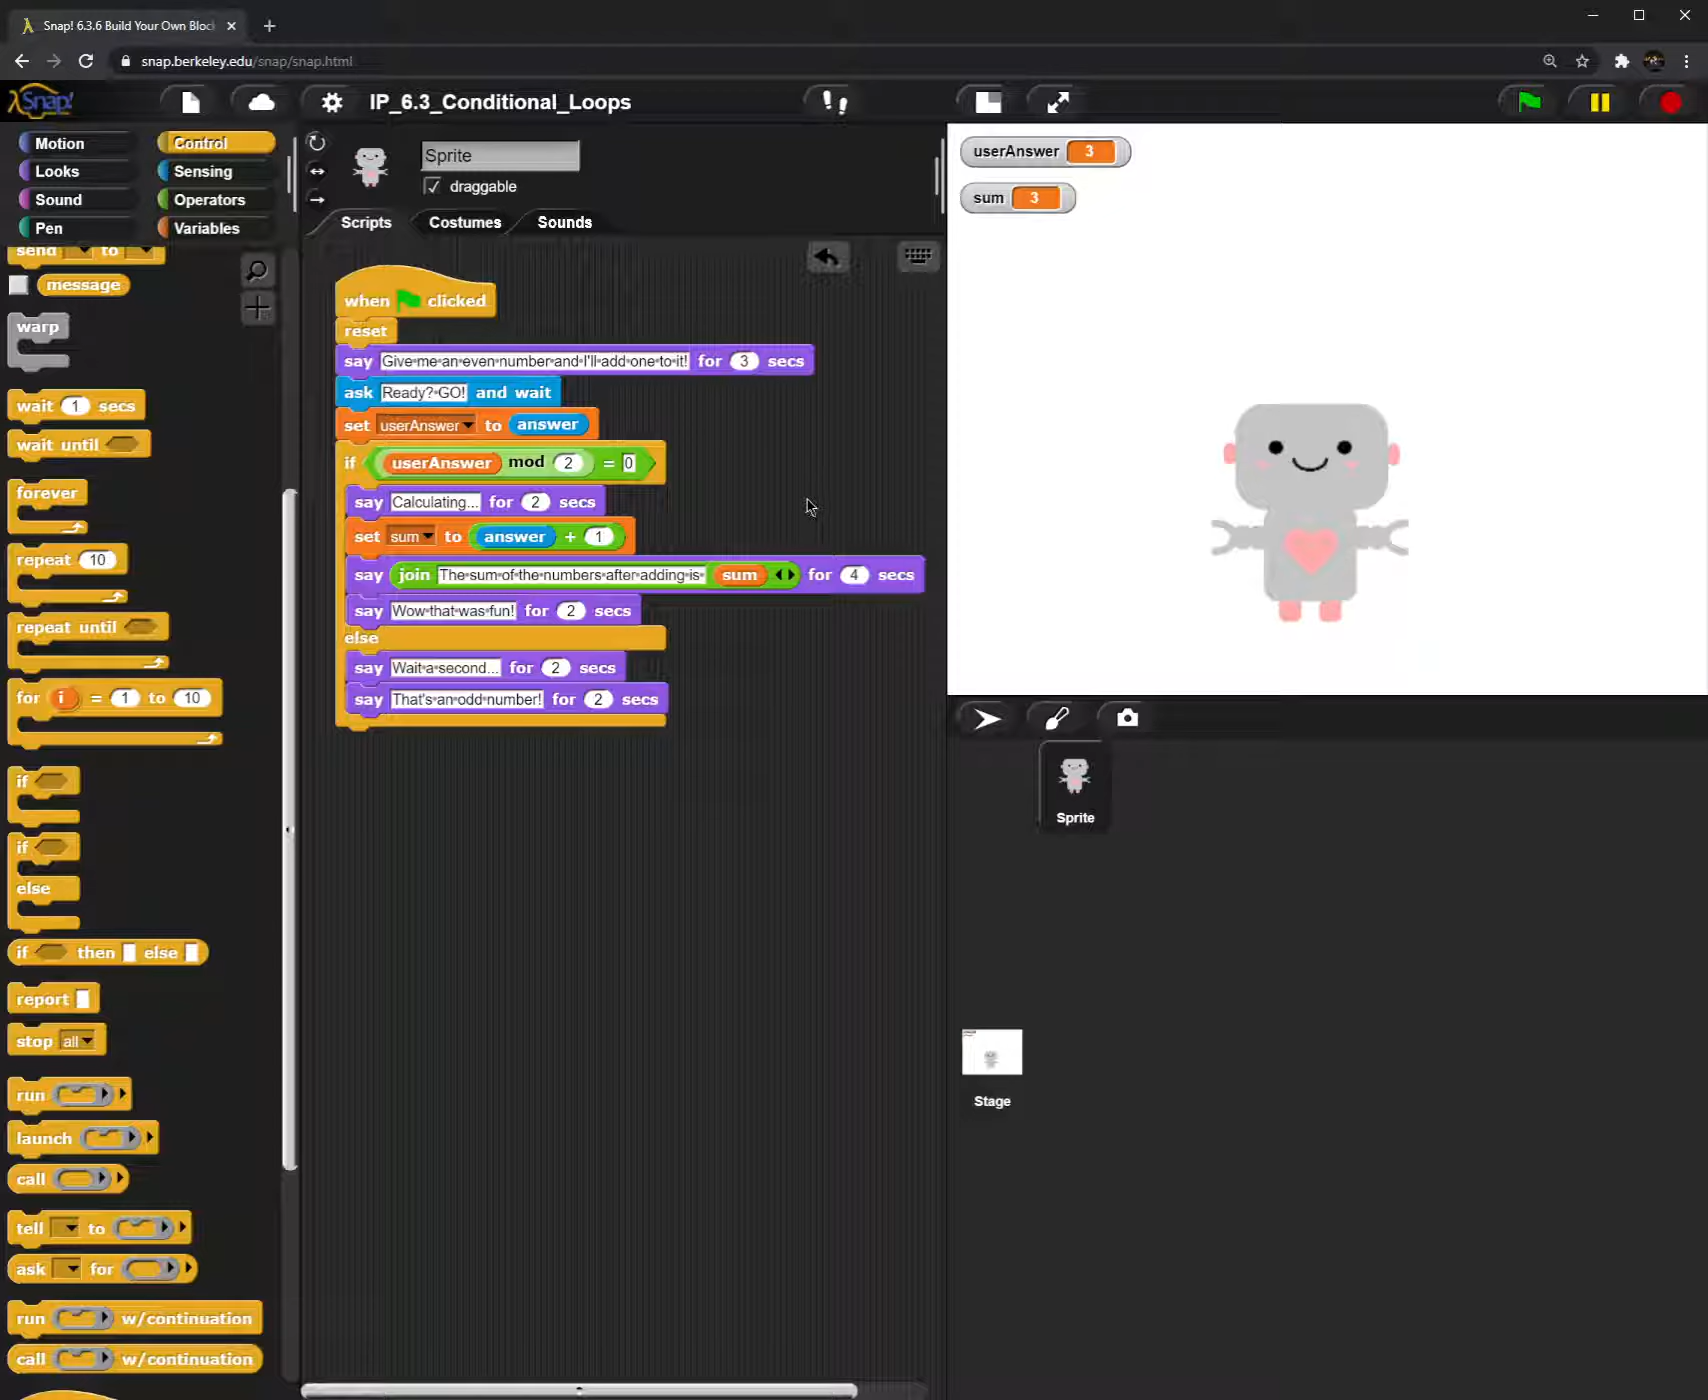 Snap! 6.3.6 Build Your Own Bloc
snap.berkeley.edu/snap/snap.html
Snap!
IP_6.3_Conditional_Loops
Motion
Control
Looks
Sensing
Sound
Operators
Pen
Variables
Sprite
draggable
Scripts
Costumes
Sounds
send to
message
warp
wait 1 secs
wait until
forever
repeat 10
repeat until
for i = 1 to 10
if
if
else
if then else
report
stop all
run
launch
call
tell to
ask for
run w/continuation
call w/continuation
when clicked
reset
say Give me an even number and I'll add one to it! for 3 secs
ask Ready? GO! and wait
set userAnswer to answer
if userAnswer mod 2 = 0
say Calculating... for 2 secs
set sum to answer + 1
say join The sum of the numbers after adding is sum for 4 secs
say Wow that was fun! for 2 secs
else
say Wait a second... for 2 secs
say That's an odd number! for 2 secs
userAnswer 3
sum 3
Sprite
Stage